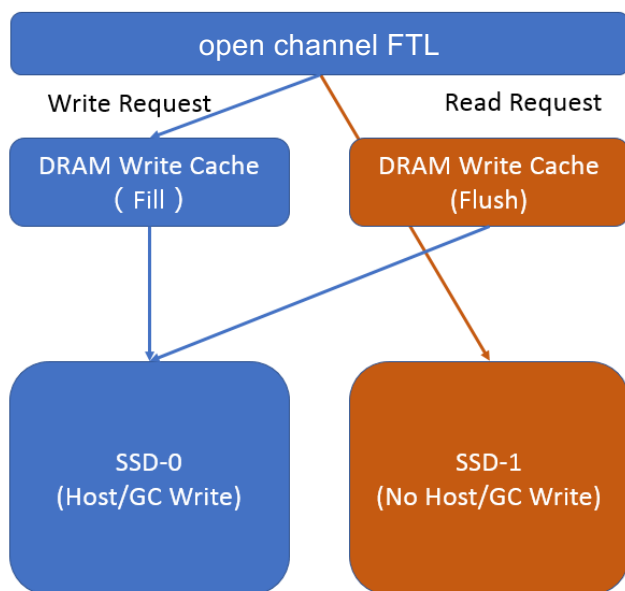 open channel FTL
Write Request
Read Request
DRAM Write Cache
( Fill )
DRAM Write Cache
(Flush)
SSD-0
(Host/GC Write)
SSD-1
(No Host/GC Write)